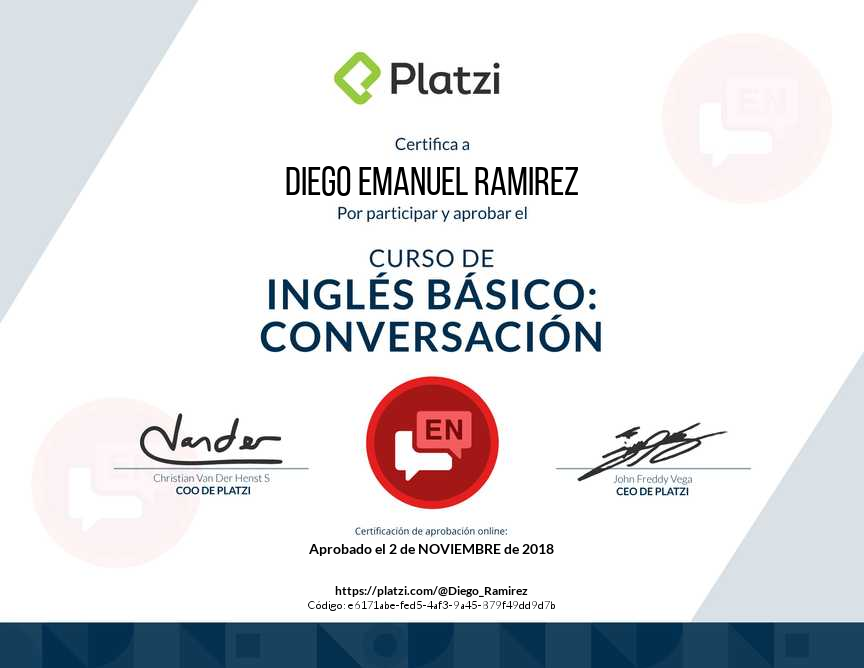 Platzi
EN
Certifica a
DIEGO EMANUEL RAMIREZ
Por participar y aprobar el
CURSO DE
INGLÉS BÁSICO:
CONVERSACIÓN
EN
Vander
Christian Van Der Henst S
COO DE PLATZI
John Freddy Vega
CEO DE PLATZI
EN
Certificación de aprobación online:
Aprobado el 2 de NOVIEMBRE de 2018
https://platzi.com/@Diego_Ramirez
Código: e6171abe-fed5-4af3-9a45-879f49dd9d7b